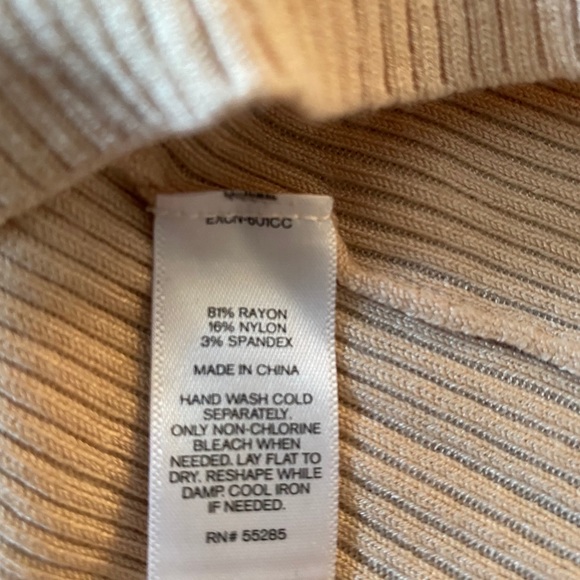 81% RAYON
16% NYLON
3% SPANDEX
MADE IN CHINA
HAND WASH COLD
SEPARATELY.
ONLY NON-CHLORINE
BLEACH WHEN
NEEDED. LAY FLAT TO
DRY. RESHAPE WHILE
DAMP. COOL IRON
IF NEEDED.
RN# 55285